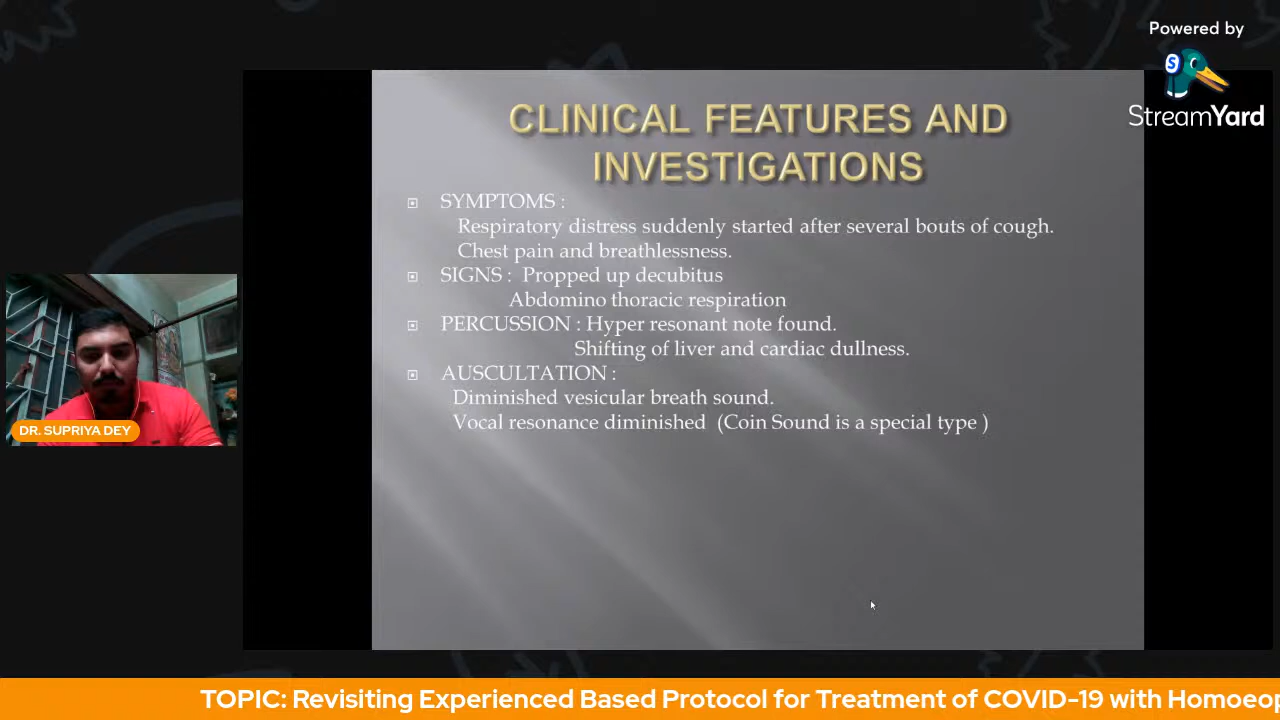 Powered by
StreamYard
CLINICAL FEATURES AND
INVESTIGATIONS
SYMPTOMS :
Respiratory distress suddenly started after several bouts of cough.
Chest pain and breathlessness.
SIGNS : Propped up decubitus
Abdomino thoracic respiration
PERCUSSION : Hyper resonant note found.
Shifting of liver and cardiac dullness.
AUSCULTATION :
Diminished vesicular breath sound.
Vocal resonance diminished (Coin Sound is a special type )
DR. SUPRIYA DEY
TOPIC: Revisiting Experienced Based Protocol for Treatment of COVID-19 with Homoeop